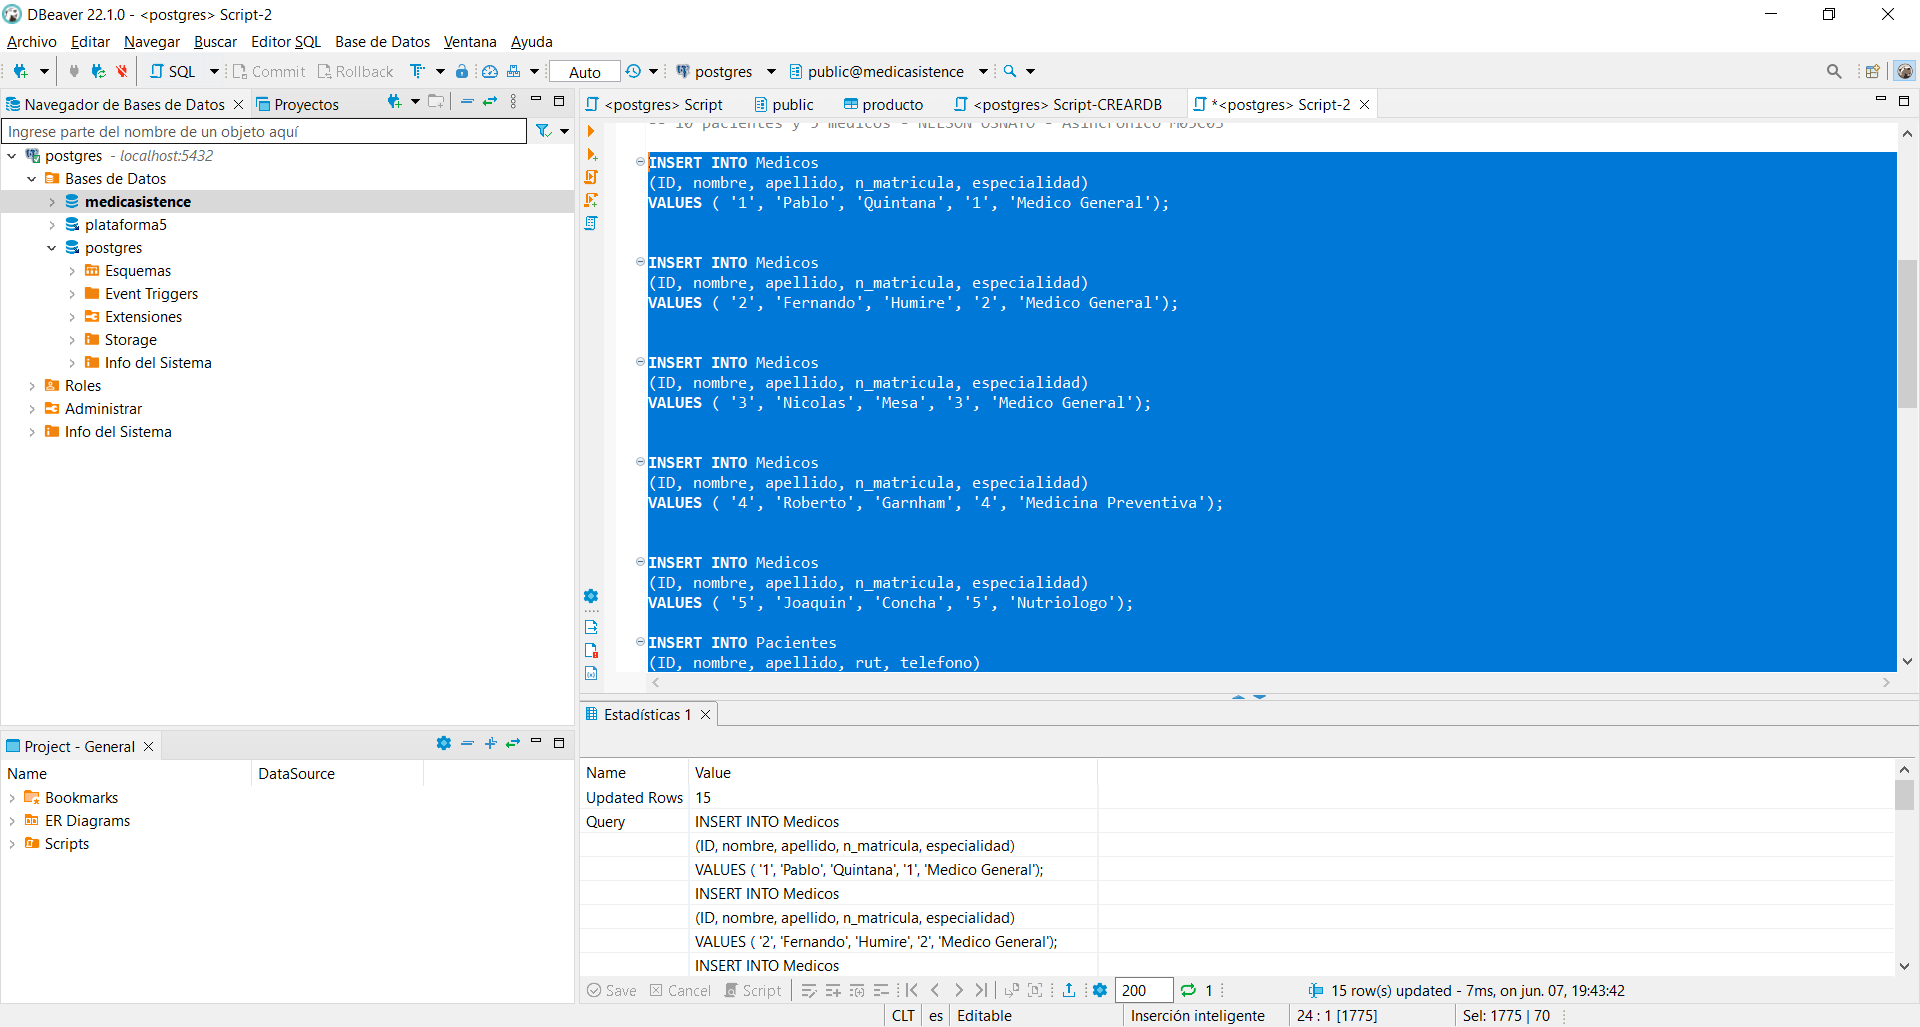 DBeaver 22.1.0 - <postgres> Script-2
Archivo Editar Navegar Buscar Editor SQL Base de Datos Ventana Ayuda
SQL Commit Rollback Auto postgres public@medicasistence
Navegador de Bases de Datos Proyectos
Ingrese parte del nombre de un objeto aquí
postgres - localhost:5432
Bases de Datos
medicasistence
plataforma5
postgres
Esquemas
Event Triggers
Extensiones
Storage
Info del Sistema
Roles
Administrar
Info del Sistema
Project - General
Name DataSource
Bookmarks
ER Diagrams
Scripts
<postgres> Script public producto <postgres> Script-CREARDB *<postgres> Script-2
-- 10 pacientes y 5 medicos - NELSON OSNAYO - Asincronico M05C03
INSERT INTO Medicos
(ID, nombre, apellido, n_matricula, especialidad)
VALUES ( '1', 'Pablo', 'Quintana', '1', 'Medico General');
INSERT INTO Medicos
(ID, nombre, apellido, n_matricula, especialidad)
VALUES ( '2', 'Fernando', 'Humire', '2', 'Medico General');
INSERT INTO Medicos
(ID, nombre, apellido, n_matricula, especialidad)
VALUES ( '3', 'Nicolas', 'Mesa', '3', 'Medico General');
INSERT INTO Medicos
(ID, nombre, apellido, n_matricula, especialidad)
VALUES ( '4', 'Roberto', 'Garnham', '4', 'Medicina Preventiva');
INSERT INTO Medicos
(ID, nombre, apellido, n_matricula, especialidad)
VALUES ( '5', 'Joaquin', 'Concha', '5', 'Nutriologo');
INSERT INTO Pacientes
(ID, nombre, apellido, rut, telefono)
Estadísticas 1
Name Value
Updated Rows 15
Query INSERT INTO Medicos
(ID, nombre, apellido, n_matricula, especialidad)
VALUES ( '1', 'Pablo', 'Quintana', '1', 'Medico General');
INSERT INTO Medicos
(ID, nombre, apellido, n_matricula, especialidad)
VALUES ( '2', 'Fernando', 'Humire', '2', 'Medico General');
INSERT INTO Medicos
Save Cancel Script 200 1 15 row(s) updated - 7ms, on jun. 07, 19:43:42
CLT es Editable Inserción inteligente 24 : 1 [1775] Sel: 1775 | 70